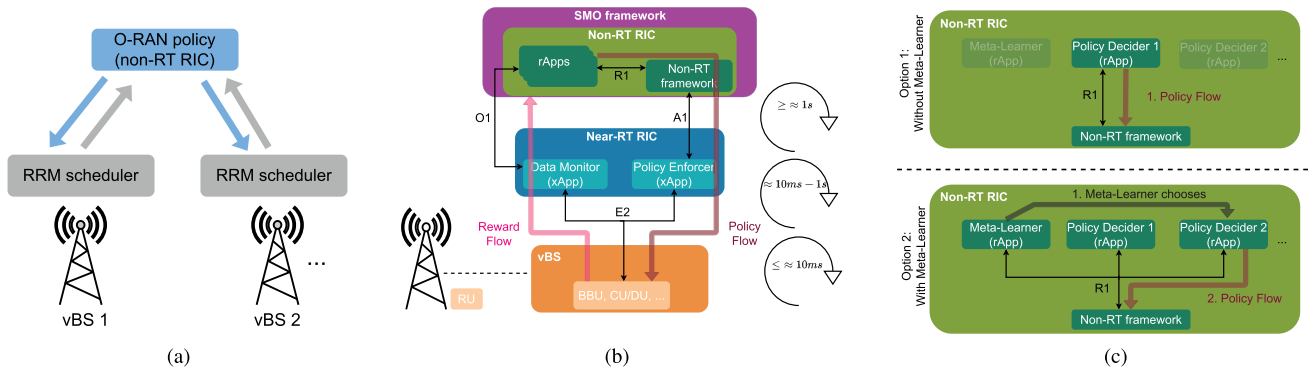 O-RAN policy
(non-RT RIC)
RRM scheduler
RRM scheduler
...
vBS 1
vBS 2
(a)
SMO framework
Non-RT RIC
rApps
R1
Non-RT
framework
O1
A1
Near-RT RIC
Data Monitor
(xApp)
Policy Enforcer
(xApp)
E2
Reward
Flow
Policy
Flow
vBS
BBU, CU/DU, ...
RU
≥≈ 1s
≈ 10ms − 1s
≤≈ 10ms
(b)
Option 1:
Without Meta-Learner
Non-RT RIC
Meta-Learner
(rApp)
Policy Decider 1
(rApp)
Policy Decider 2
(rApp)
...
R1
1. Policy Flow
Non-RT framework
Option 2:
With Meta-Learner
Non-RT RIC
1. Meta-Learner chooses
Meta-Learner
(rApp)
Policy Decider 1
(rApp)
Policy Decider 2
(rApp)
...
R1
2. Policy Flow
Non-RT framework
(c)